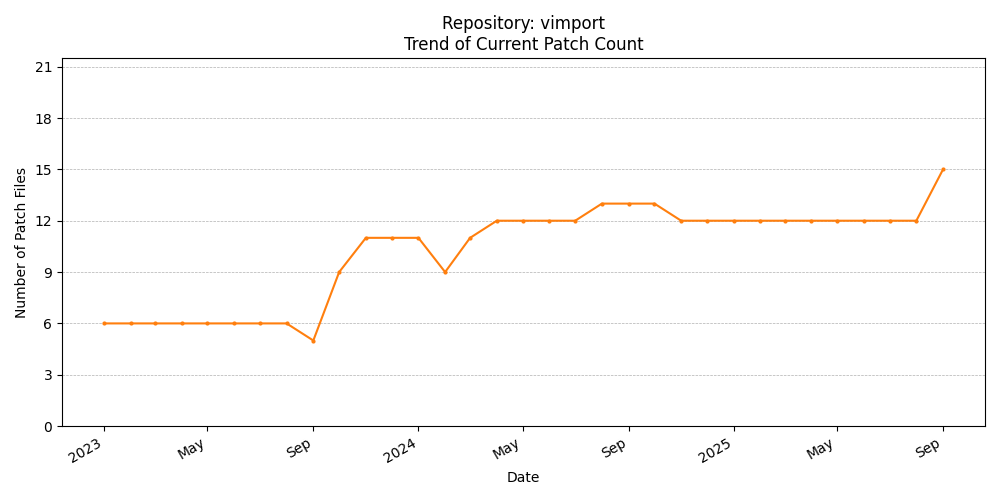 Repository: vimport
Trend of Current Patch Count
Number of Patch Files
21
18
15
12
9
6
3
0
2023
May
Sep
2024
May
Sep
2025
May
Sep
Date